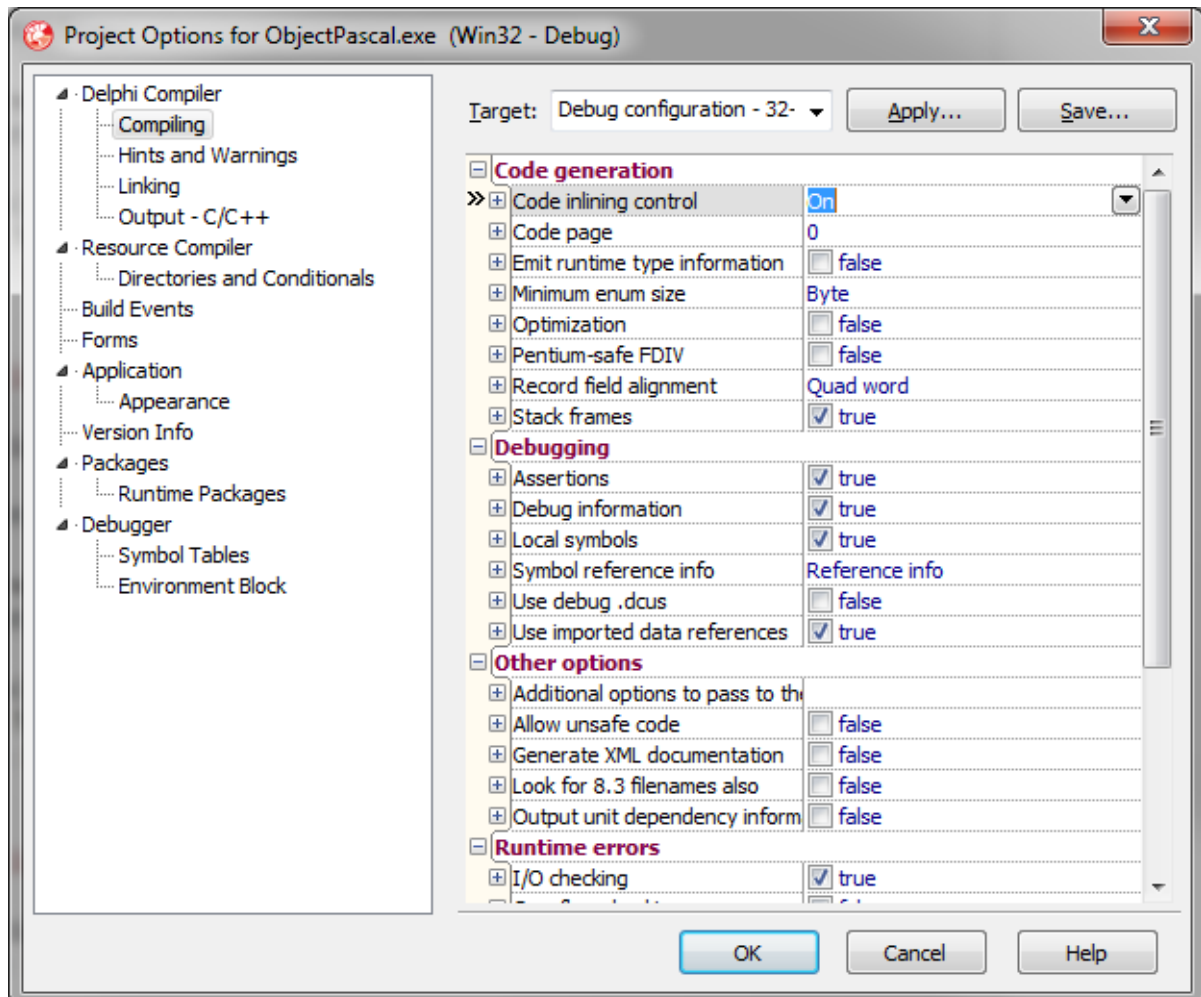 Project Options for ObjectPascal.exe (Win32 - Debug)
Delphi Compiler
Compiling
Hints and Warnings
Linking
Output - C/C++
Resource Compiler
Directories and Conditionals
Build Events
Forms
Application
Appearance
Version Info
Packages
Runtime Packages
Debugger
Symbol Tables
Environment Block
Target: Debug configuration - 32- Apply... Save...
Code generation
Code inlining control On
Code page 0
Emit runtime type information false
Minimum enum size Byte
Optimization false
Pentium-safe FDIV false
Record field alignment Quad word
Stack frames true
Debugging
Assertions true
Debug information true
Local symbols true
Symbol reference info Reference info
Use debug .dcus false
Use imported data references true
Other options
Additional options to pass to the
Allow unsafe code false
Generate XML documentation false
Look for 8.3 filenames also false
Output unit dependency inform false
Runtime errors
I/O checking true
OK Cancel Help